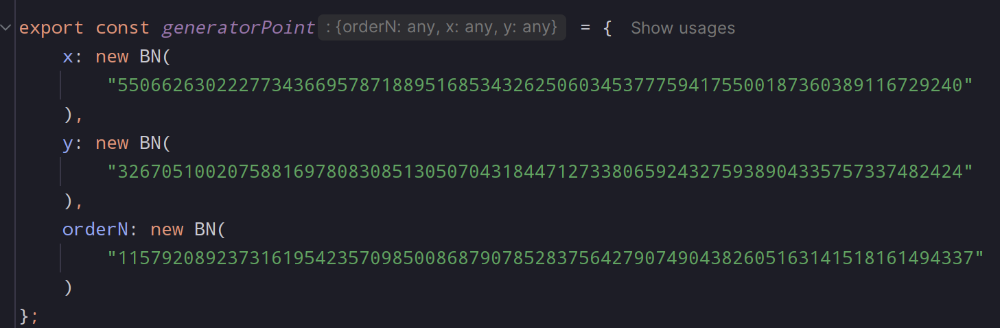 export const generatorPoint : {orderN: any, x: any, y: any} = { Show usages
x: new BN(
"55066263022277343669578718895168534326250603453777594175500187360389116729240"
),
y: new BN(
"32670510020758816978083085130507043184471273380659243275938904335757337482424"
),
orderN: new BN(
"115792089237316195423570985008687907852837564279074904382605163141518161494337"
)
};